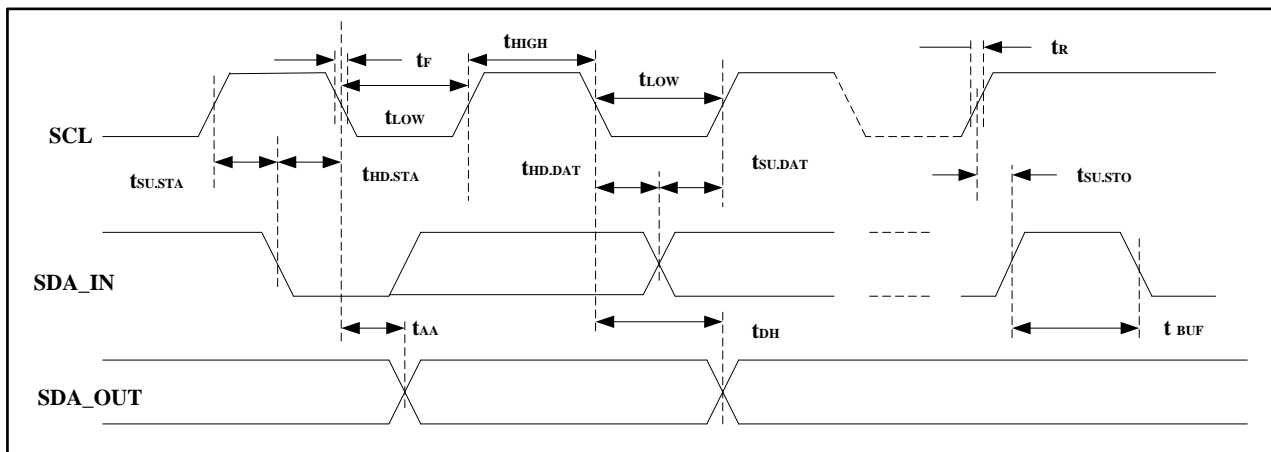 tHIGH
tR
tF
tLOW
tLOW
SCL
tSU.STA
tHD.STA
tHD.DAT
tSU.DAT
tSU.STO
SDA_IN
tAA
tDH
t BUF
SDA_OUT